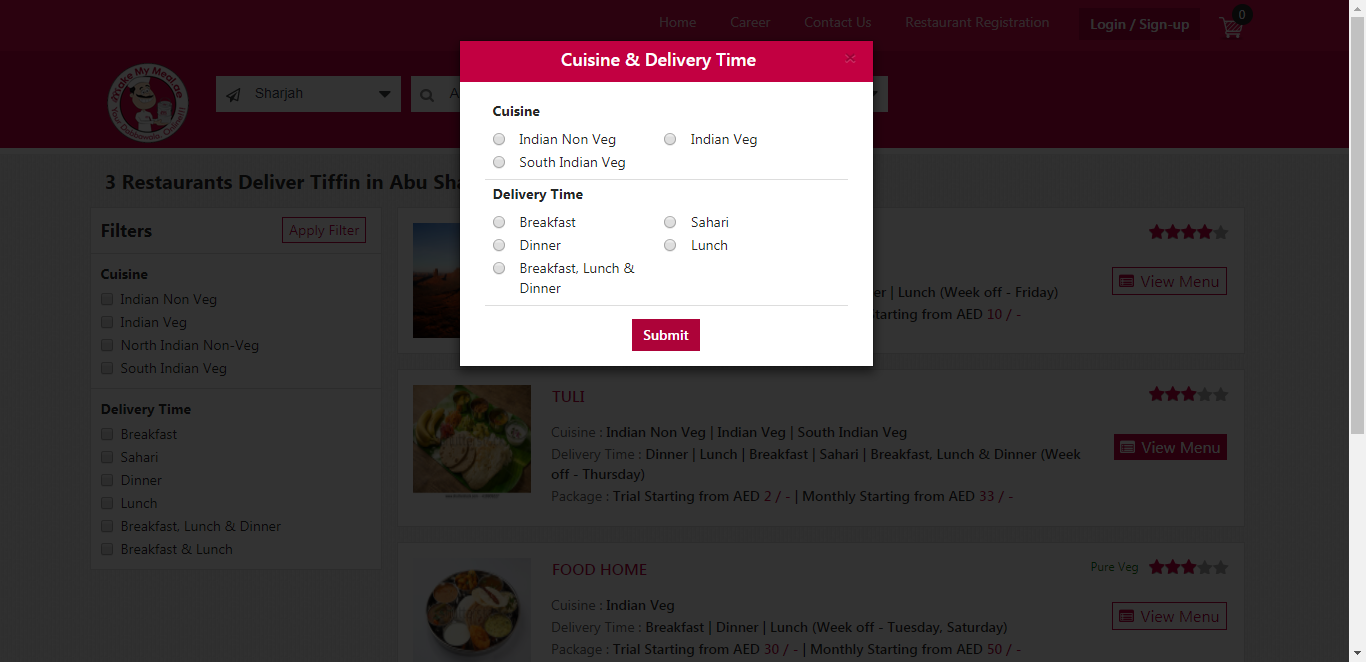 Home Career Contact Us Restaurant Registration Login / Sign-up 0
Cuisine & Delivery Time ×
Make My Meal.ae
Sharjah A
Cuisine
Indian Non Veg Indian Veg
South Indian Veg
Delivery Time
Breakfast Sahari
Dinner Lunch
Breakfast, Lunch &
Dinner
Submit
3 Restaurants Deliver Tiffin in Abu Sha
Filters Apply Filter
Cuisine
Indian Non Veg
Indian Veg
North Indian Non-Veg
South Indian Veg
Delivery Time
Breakfast
Sahari
Dinner
Lunch
Breakfast, Lunch & Dinner
Breakfast & Lunch
View Menu
er | Lunch (Week off - Friday)
tarting from AED 10 / -
TULI
Cuisine : Indian Non Veg | Indian Veg | South Indian Veg
View Menu
Delivery Time : Dinner | Lunch | Breakfast | Sahari | Breakfast, Lunch & Dinner (Week
off - Thursday)
Package : Trial Starting from AED 2 / - | Monthly Starting from AED 33 / -
FOOD HOME Pure Veg
Cuisine : Indian Veg
View Menu
Delivery Time : Breakfast | Dinner | Lunch (Week off - Tuesday, Saturday)
Package : Trial Starting from AED 30 / - | Monthly Starting from AED 50 / -